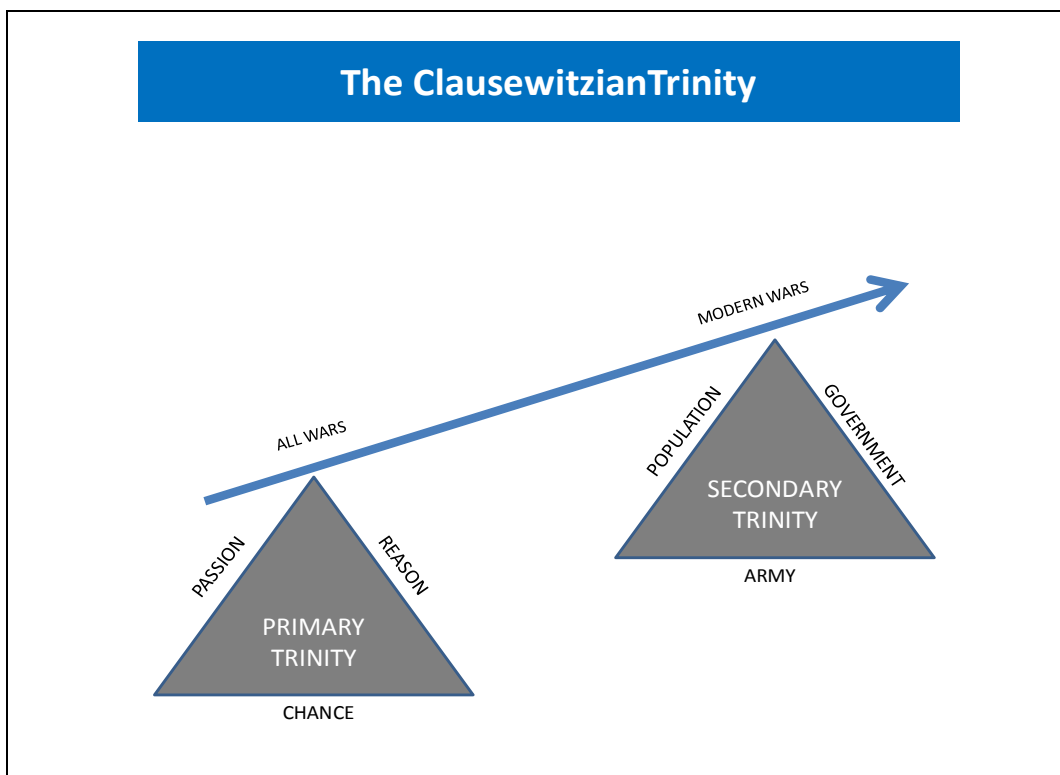 The ClausewitzianTrinity
MODERN WARS
ALL WARS
POPULATION
GOVERNMENT
SECONDARY
TRINITY
ARMY
PASSION
REASON
PRIMARY
TRINITY
CHANCE